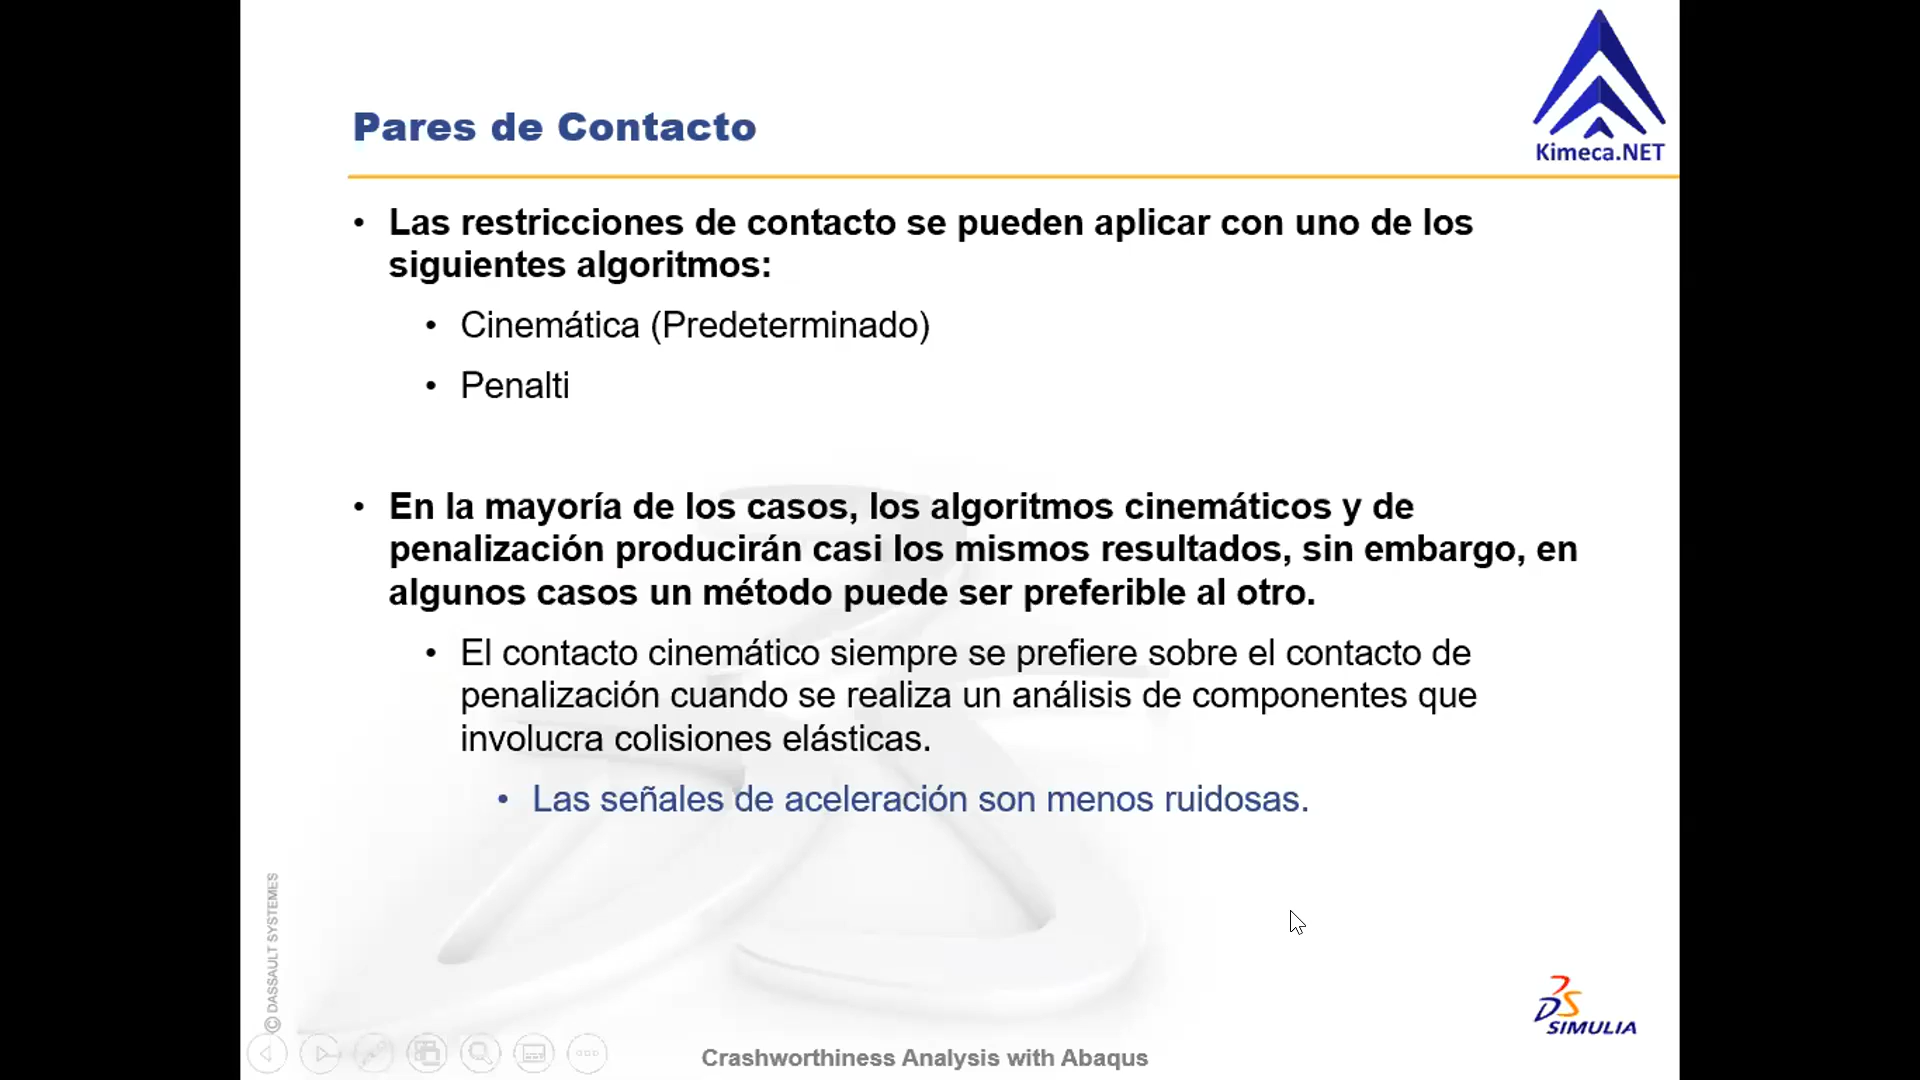 Kimeca.NET
Pares de Contacto
• Las restricciones de contacto se pueden aplicar con uno de los
siguientes algoritmos:
• Cinemática (Predeterminado)
• Penalti
• En la mayoría de los casos, los algoritmos cinemáticos y de
penalización producirán casi los mismos resultados, sin embargo, en
algunos casos un método puede ser preferible al otro.
• El contacto cinemático siempre se prefiere sobre el contacto de
penalización cuando se realiza un análisis de componentes que
involucra colisiones elásticas.
• Las señales de aceleración son menos ruidosas.
© DASSAULT SYSTEMES
DS SIMULIA
Crashworthiness Analysis with Abaqus